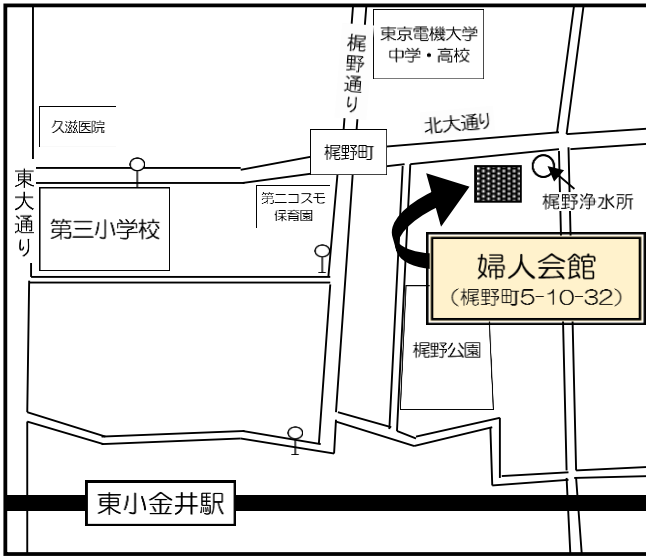 東京電機大学
中学・高校
梶野通り
北大通り
久滋医院
梶野町
東大通り
第三小学校
第二コスモ
保育園
梶野浄水所
婦人会館
（梶野町5-10-32）
梶野公園
東小金井駅